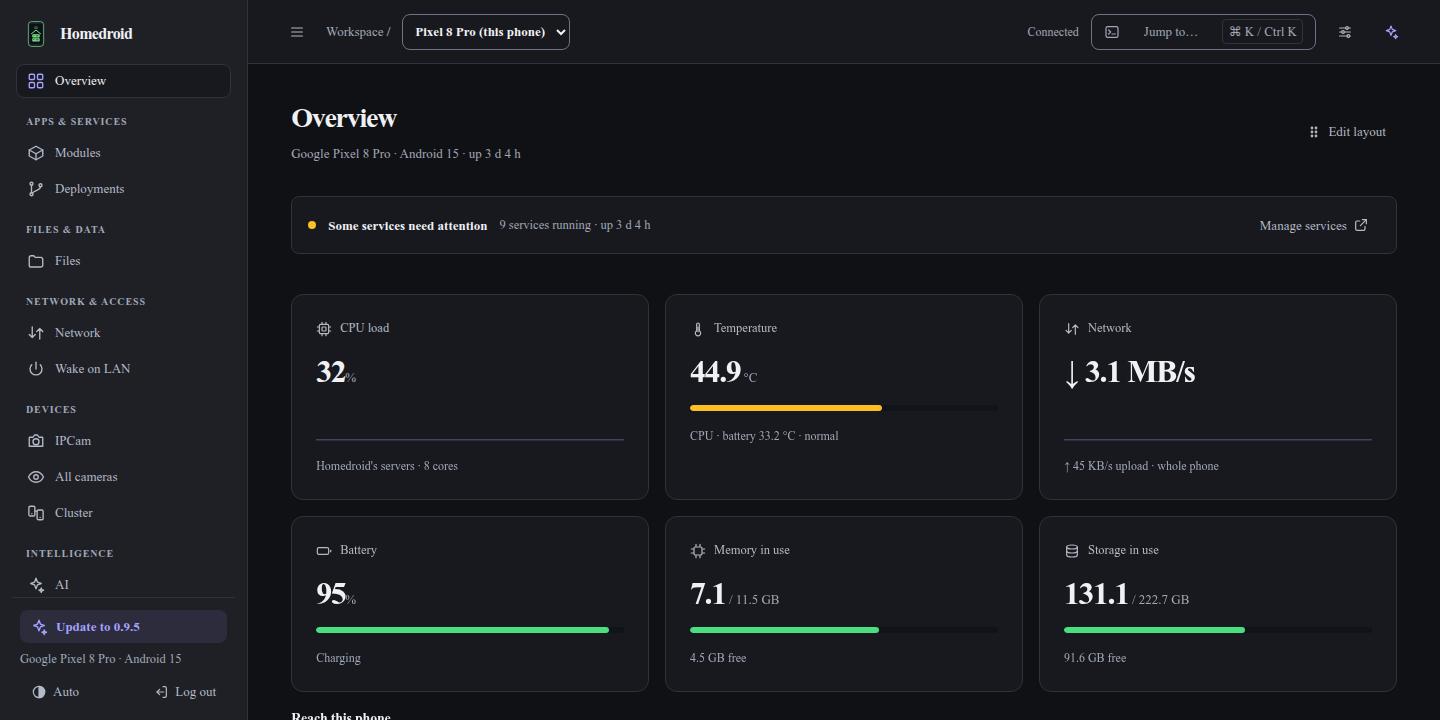 Homedroid
Overview
APPS & SERVICES
Modules
Deployments
FILES & DATA
Files
NETWORK & ACCESS
Network
Wake on LAN
DEVICES
IPCam
All cameras
Cluster
INTELLIGENCE
AI
Update to 0.9.5
Google Pixel 8 Pro · Android 15
Auto
Log out
Workspace /
Pixel 8 Pro (this phone)
Connected
Jump to…
⌘ K / Ctrl K
Overview
Google Pixel 8 Pro · Android 15 · up 3 d 4 h
Edit layout
Some services need attention
9 services running · up 3 d 4 h
Manage services
CPU load
32%
Homedroid's servers · 8 cores
Temperature
44.9 °C
CPU · battery 33.2 °C · normal
Network
↓ 3.1 MB/s
↑ 45 KB/s upload · whole phone
Battery
95%
Charging
Memory in use
7.1 / 11.5 GB
4.5 GB free
Storage in use
131.1 / 222.7 GB
91.6 GB free
Reach this phone